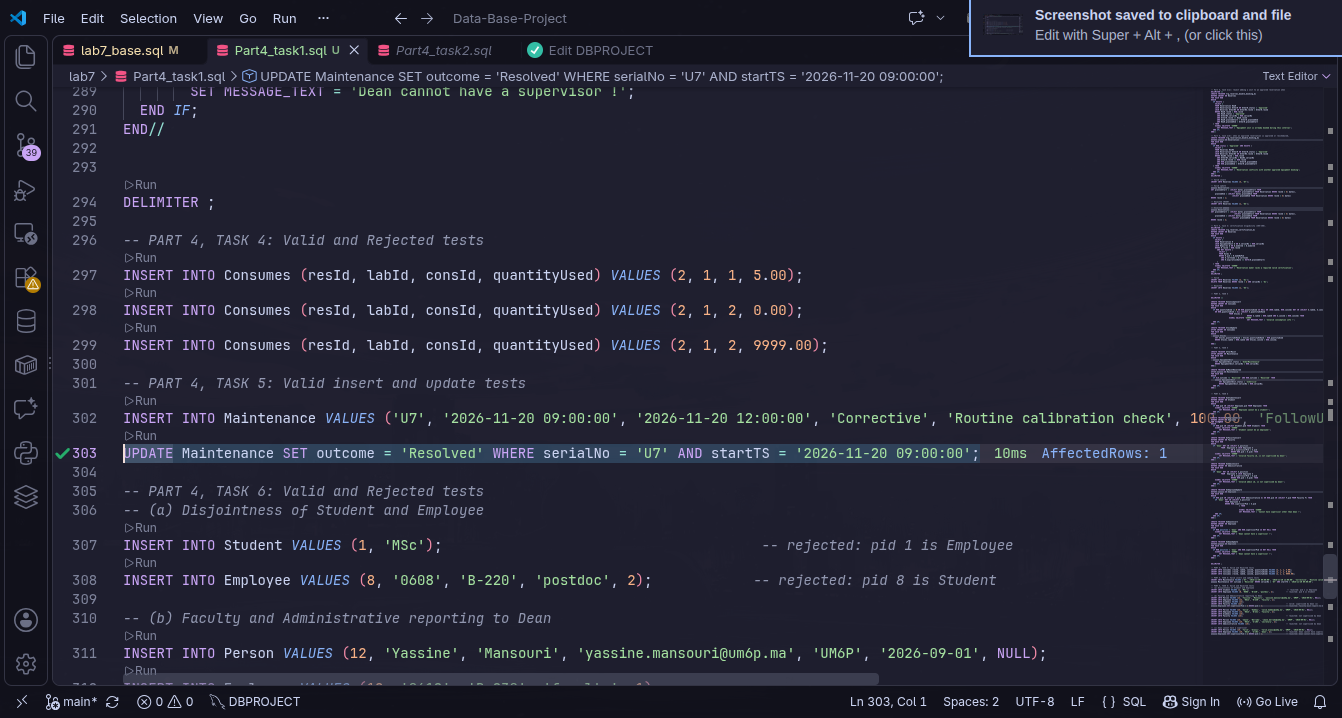 File Edit Selection View Go Run ··· Data-Base-Project
Screenshot saved to clipboard and file
Edit with Super + Alt + , (or click this)
lab7_base.sql M Part4_task1.sql U Part4_task2.sql Edit DBPROJECT
lab7 > Part4_task1.sql > UPDATE Maintenance SET outcome = 'Resolved' WHERE serialNo = 'U7' AND startTS = '2026-11-20 09:00:00'; Text Editor
289 SET MESSAGE_TEXT = 'Dean cannot have a supervisor !';
290 END IF;
291 END//
292
293
Run
294 DELIMITER ;
295
296 -- PART 4, TASK 4: Valid and Rejected tests
Run
297 INSERT INTO Consumes (resId, labId, consId, quantityUsed) VALUES (2, 1, 1, 5.00);
Run
298 INSERT INTO Consumes (resId, labId, consId, quantityUsed) VALUES (2, 1, 2, 0.00);
Run
299 INSERT INTO Consumes (resId, labId, consId, quantityUsed) VALUES (2, 1, 2, 9999.00);
300
301 -- PART 4, TASK 5: Valid insert and update tests
Run
302 INSERT INTO Maintenance VALUES ('U7', '2026-11-20 09:00:00', '2026-11-20 12:00:00', 'Corrective', 'Routine calibration check', 100.00, 'FollowU
Run
303 UPDATE Maintenance SET outcome = 'Resolved' WHERE serialNo = 'U7' AND startTS = '2026-11-20 09:00:00'; 10ms AffectedRows: 1
304
305 -- PART 4, TASK 6: Valid and Rejected tests
306 -- (a) Disjointness of Student and Employee
Run
307 INSERT INTO Student VALUES (1, 'MSc'); -- rejected: pid 1 is Employee
Run
308 INSERT INTO Employee VALUES (8, '0608', 'B-220', 'postdoc', 2); -- rejected: pid 8 is Student
309
310 -- (b) Faculty and Administrative reporting to Dean
Run
311 INSERT INTO Person VALUES (12, 'Yassine', 'Mansouri', 'yassine.mansouri@um6p.ma', 'UM6P', '2026-09-01', NULL);
Run
39
main* 0 0 DBPROJECT Ln 303, Col 1 Spaces: 2 UTF-8 LF { } SQL Sign In Go Live